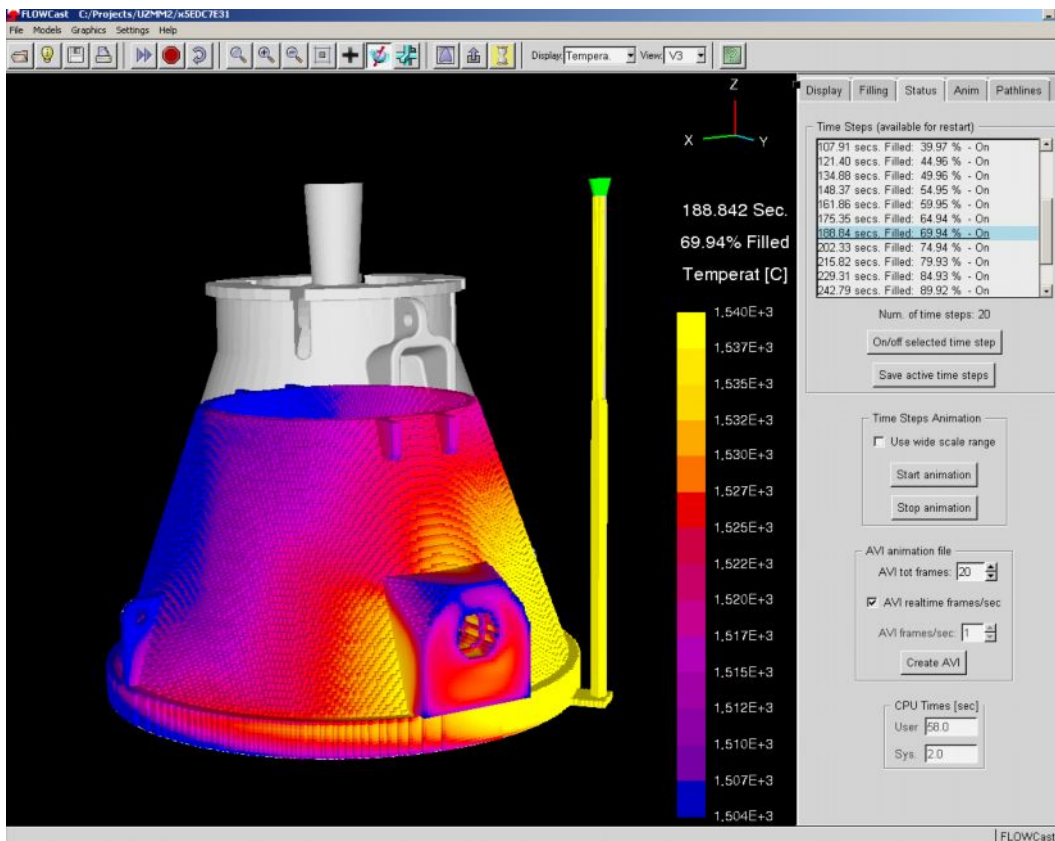 FLOWCast C:/Projects/UZMM2/x5EDC7E31
File Models Graphics Settings Help
Display: Tempera. View: V3
Display Filling Status Anim Pathlines
Z
X
Y
188.842 Sec.
69.94% Filled
Temperat [C]
1,540E+3
1,537E+3
1,535E+3
1,532E+3
1,530E+3
1,527E+3
1,525E+3
1,522E+3
1,520E+3
1,517E+3
1,515E+3
1,512E+3
1,510E+3
1,507E+3
1,504E+3
Time Steps (available for restart)
107.91 secs. Filled: 39.97 % - On
121.40 secs. Filled: 44.96 % - On
134.88 secs. Filled: 49.96 % - On
148.37 secs. Filled: 54.95 % - On
161.86 secs. Filled: 59.95 % - On
175.35 secs. Filled: 64.94 % - On
188.84 secs. Filled: 69.94 % - On
202.33 secs. Filled: 74.94 % - On
215.82 secs. Filled: 79.93 % - On
229.31 secs. Filled: 84.93 % - On
242.79 secs. Filled: 89.92 % - On
Num. of time steps: 20
On/off selected time step
Save active time steps
Time Steps Animation
Use wide scale range
Start animation
Stop animation
AVI animation file
AVI tot frames: 20
AVI realtime frames/sec
AVI frames/sec: 1
Create AVI
CPU Times [sec]
User 58.0
Sys. 2.0
FLOWCast